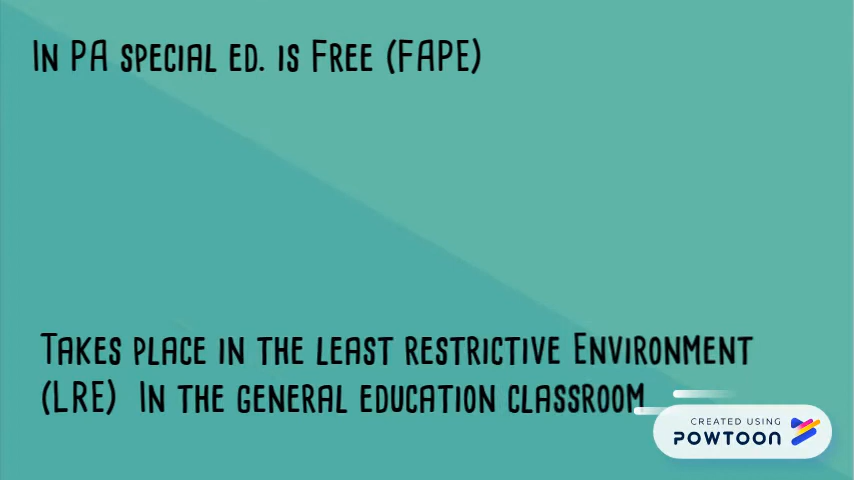 In PA special ed. is Free (FAPE)
Takes place in the least restrictive Environment
(LRE) In the general education classroom
CREATED USING
POWTOON